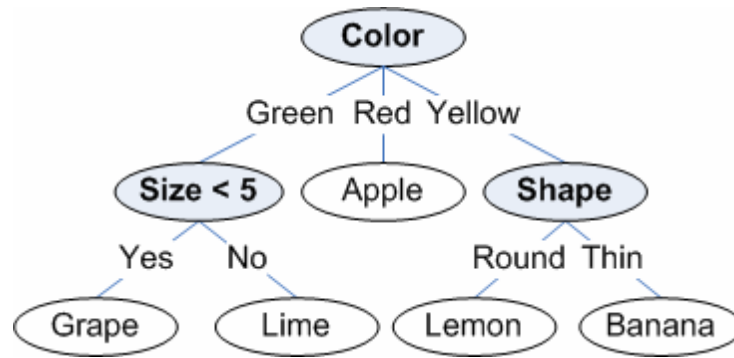 Color
Green Red Yellow
Size < 5 Apple Shape
Yes No Round Thin
Grape Lime Lemon Banana